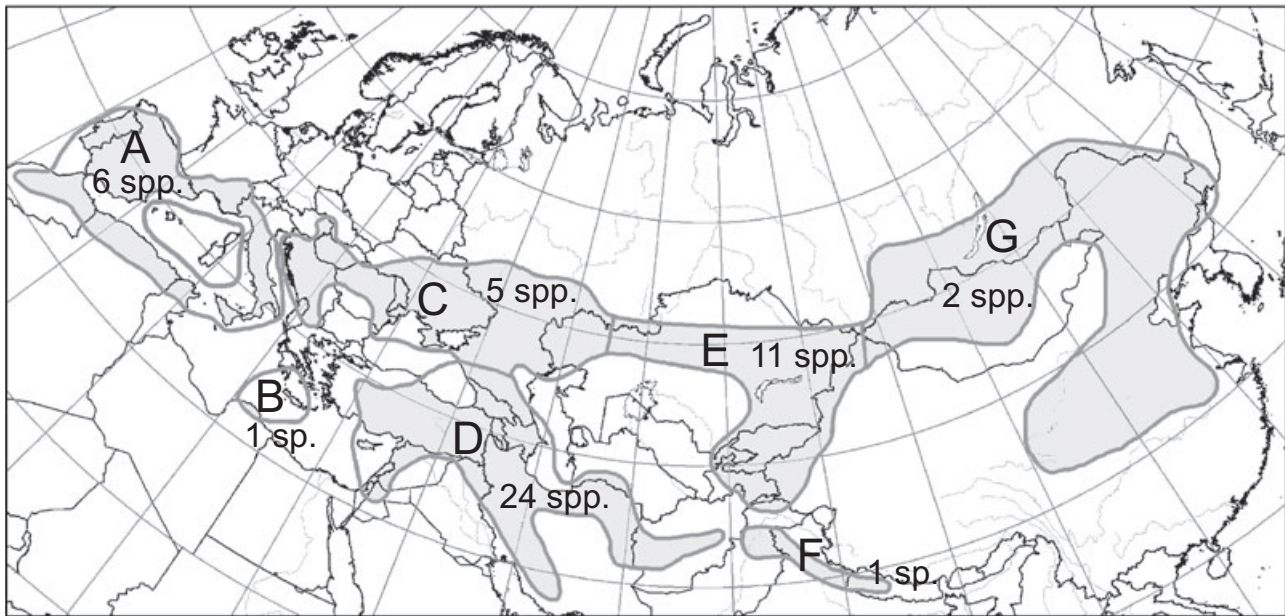 A
6 spp.
B
1 sp.
C
5 spp.
D
24 spp.
E
11 spp.
F
1 sp.
G
2 spp.